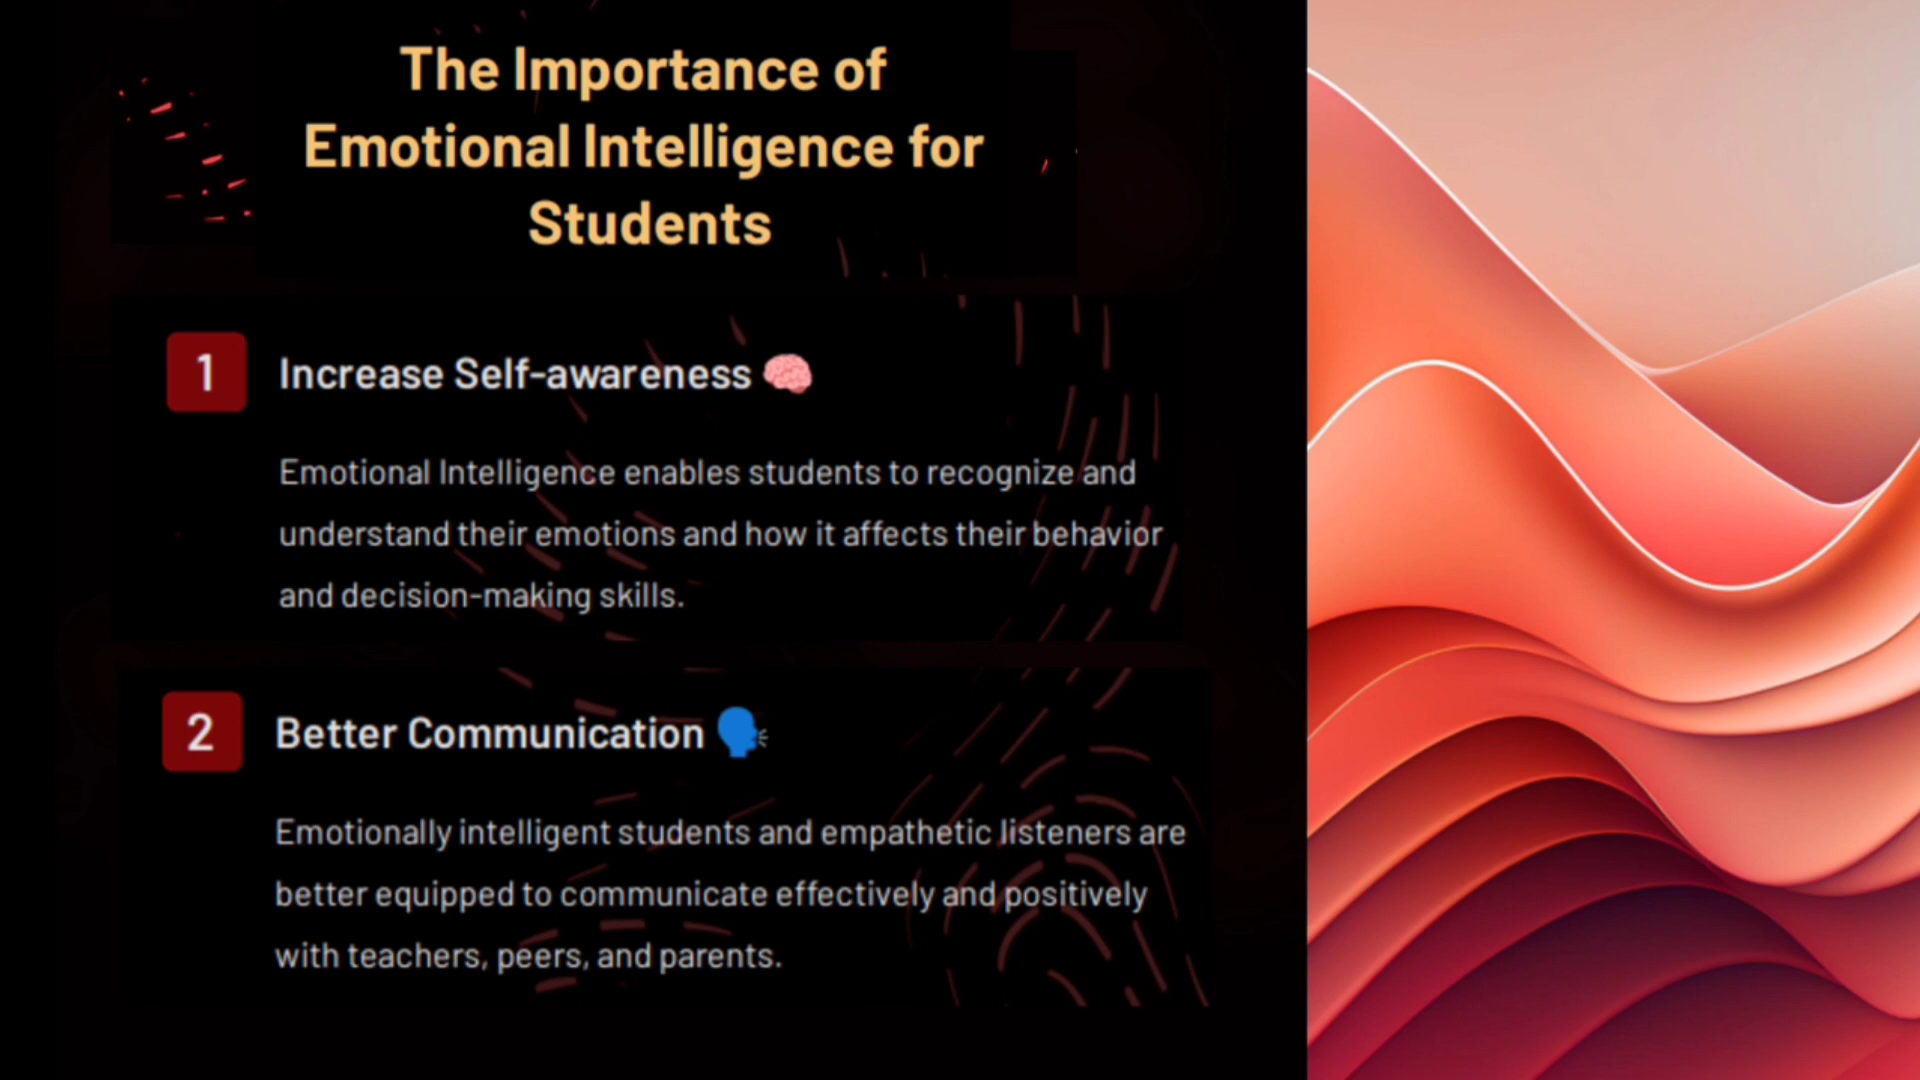 The Importance of
Emotional Intelligence for
Students
1 Increase Self-awareness 🧠
Emotional Intelligence enables students to recognize and
understand their emotions and how it affects their behavior
and decision-making skills.
2 Better Communication 🗣️
Emotionally intelligent students and empathetic listeners are
better equipped to communicate effectively and positively
with teachers, peers, and parents.